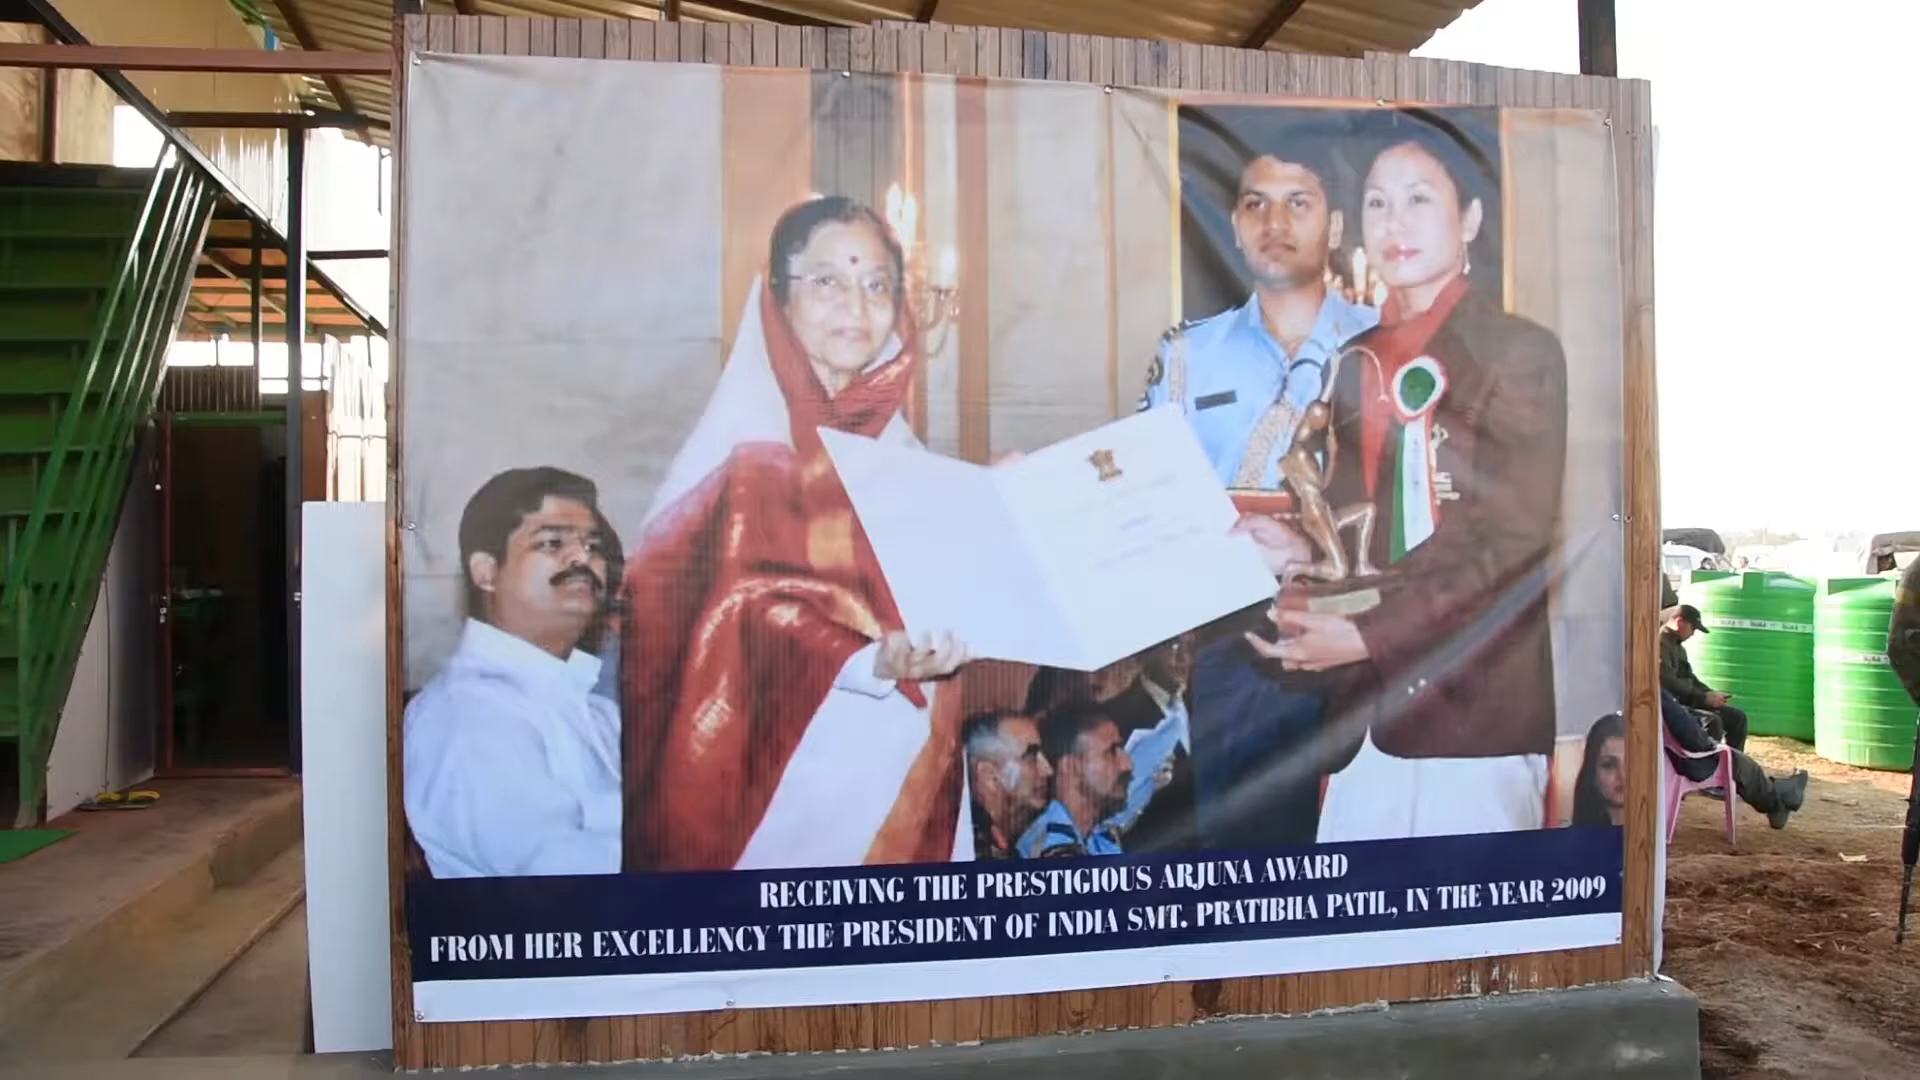 RECEIVING THE PRESTIGIOUS ARJUNA AWARD
FROM HER EXCELLENCY THE PRESIDENT OF INDIA SMT. PRATIBHA PATIL, IN THE YEAR 2009